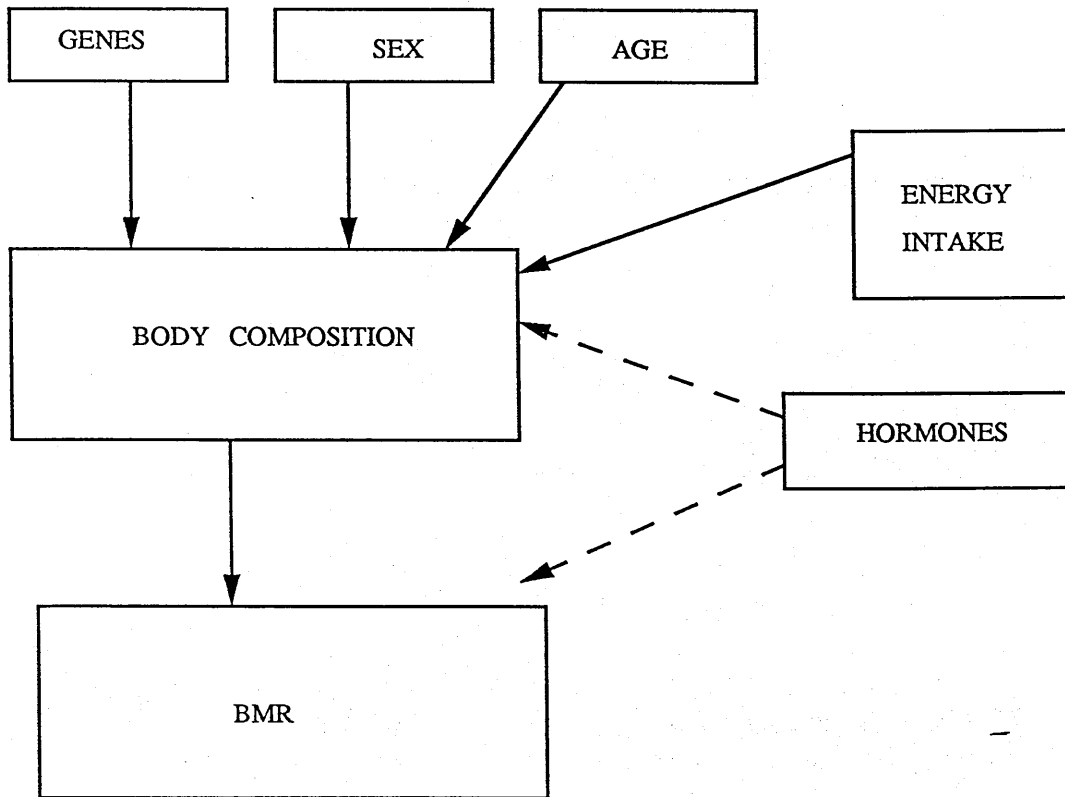 GENES
SEX
AGE
ENERGY
INTAKE
BODY COMPOSITION
HORMONES
BMR